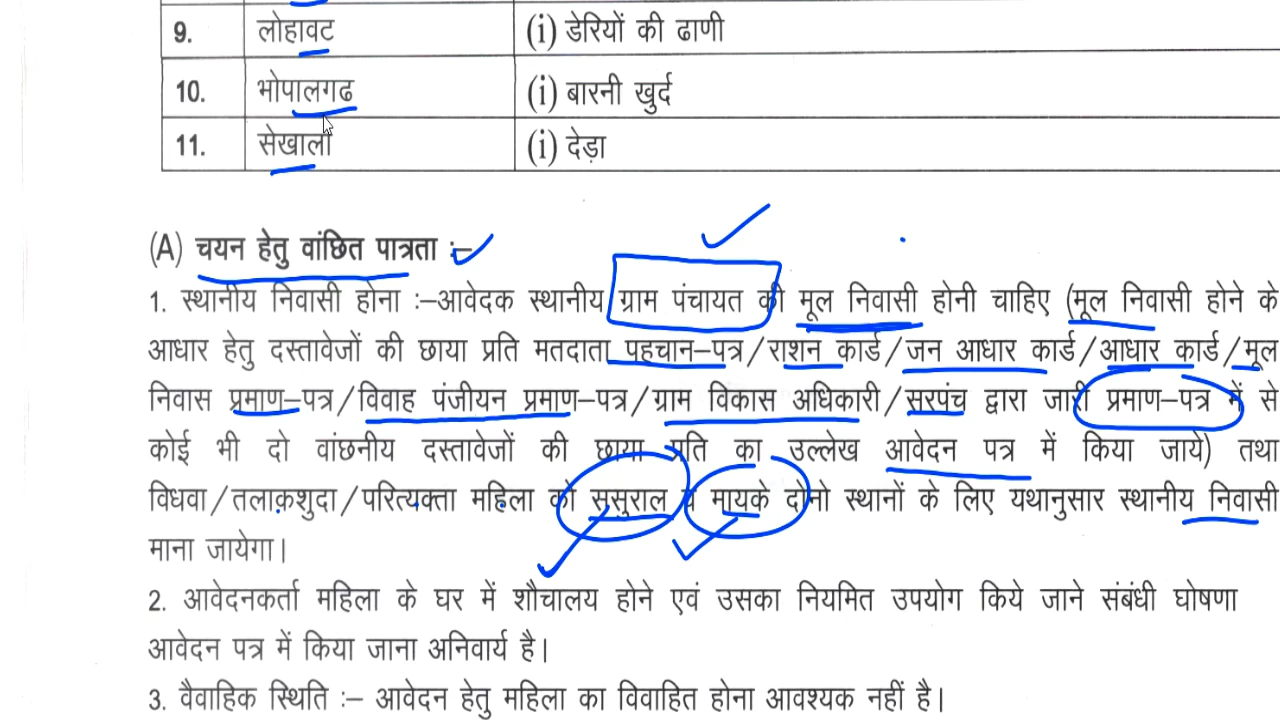 9. लोहावट (i) डेरियों की ढाणी
10. भोपालगढ (i) बारनी खुर्द
11. सेखाला (i) देड़ा
(A) चयन हेतु वांछित पात्रता :–
1. स्थानीय निवासी होना :–आवेदक स्थानीय ग्राम पंचायत की मूल निवासी होनी चाहिए (मूल निवासी होने के
आधार हेतु दस्तावेजों की छाया प्रति मतदाता पहचान–पत्र/राशन कार्ड/जन आधार कार्ड/आधार कार्ड/मूल
निवास प्रमाण–पत्र/विवाह पंजीयन प्रमाण–पत्र/ग्राम विकास अधिकारी/सरपंच द्वारा जारी प्रमाण–पत्र में से
कोई भी दो वांछनीय दस्तावेजों की छाया प्रति का उल्लेख आवेदन पत्र में किया जाये) तथा
विधवा/तलाक़शुदा/परित्यक्ता महिला को ससुराल व मायके दोनो स्थानों के लिए यथानुसार स्थानीय निवासी
माना जायेगा।
2. आवेदनकर्ता महिला के घर में शौचालय होने एवं उसका नियमित उपयोग किये जाने संबंधी घोषणा
आवेदन पत्र में किया जाना अनिवार्य है।
3. वैवाहिक स्थिति :– आवेदन हेतु महिला का विवाहित होना आवश्यक नहीं है।